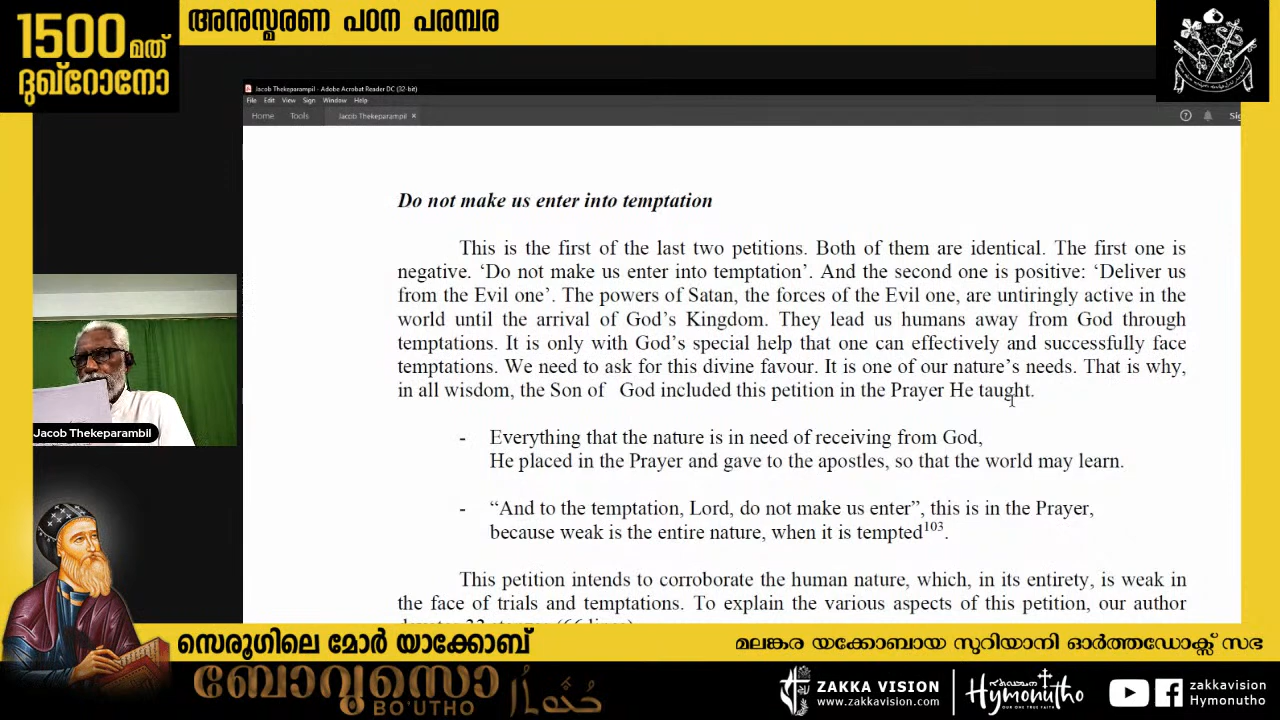 1500 മത്
ദുഖ്റോനോ
അനുസ്മരണ പഠന പരമ്പര
Jacob Thekeparampil - Adobe Acrobat Reader DC (32-bit)
File Edit View Sign Window Help
Home Tools Jacob Thekeparampil ×
Do not make us enter into temptation
This is the first of the last two petitions. Both of them are identical. The first one is
negative. ‘Do not make us enter into temptation’. And the second one is positive: ‘Deliver us
from the Evil one’. The powers of Satan, the forces of the Evil one, are untiringly active in the
world until the arrival of God’s Kingdom. They lead us humans away from God through
temptations. It is only with God’s special help that one can effectively and successfully face
temptations. We need to ask for this divine favour. It is one of our nature’s needs. That is why,
in all wisdom, the Son of God included this petition in the Prayer He taught.
- Everything that the nature is in need of receiving from God,
He placed in the Prayer and gave to the apostles, so that the world may learn.
- “And to the temptation, Lord, do not make us enter”, this is in the Prayer,
because weak is the entire nature, when it is tempted103.
This petition intends to corroborate the human nature, which, in its entirety, is weak in
the face of trials and temptations. To explain the various aspects of this petition, our author
Jacob Thekeparambil
സെരൂഗിലെ മോർ യാക്കോബ്
മലങ്കര യക്കോബായ സുറിയാനി ഓർത്തഡോക്സ് സഭ
ബോവൂസൊ
BO'UTHO
ZAKKA VISION
www.zakkavision.com
Hymonutho
OUR ONE TRUE FAITH
zakkavision
Hymonutho